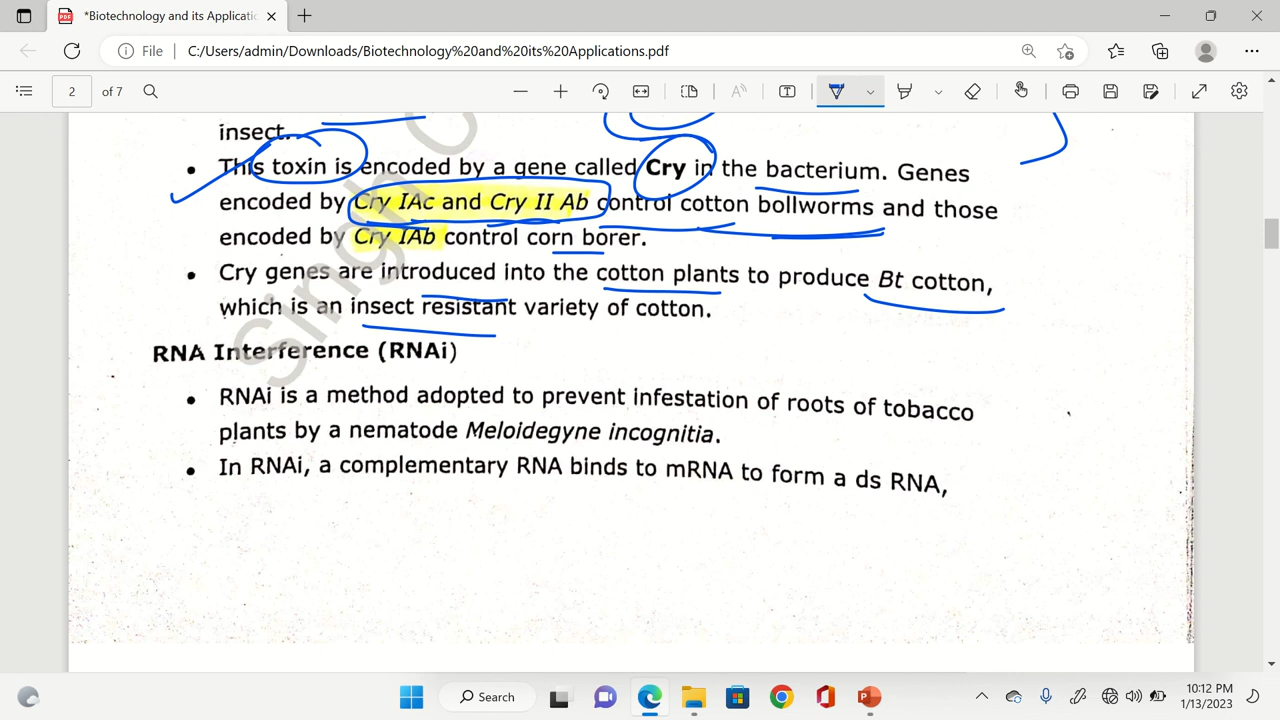 *Biotechnology and its Applicatio
File C:/Users/admin/Downloads/Biotechnology%20and%20its%20Applications.pdf
2 of 7
insect.
This toxin is encoded by a gene called Cry in the bacterium. Genes
encoded by Cry IAc and Cry II Ab control cotton bollworms and those
encoded by Cry IAb control corn borer.
Cry genes are introduced into the cotton plants to produce Bt cotton,
which is an insect resistant variety of cotton.
RNA Interference (RNAi)
RNAi is a method adopted to prevent infestation of roots of tobacco
plants by a nematode Meloidegyne incognitia.
In RNAi, a complementary RNA binds to mRNA to form a ds RNA,
Singh
Search
10:12 PM
1/13/2023